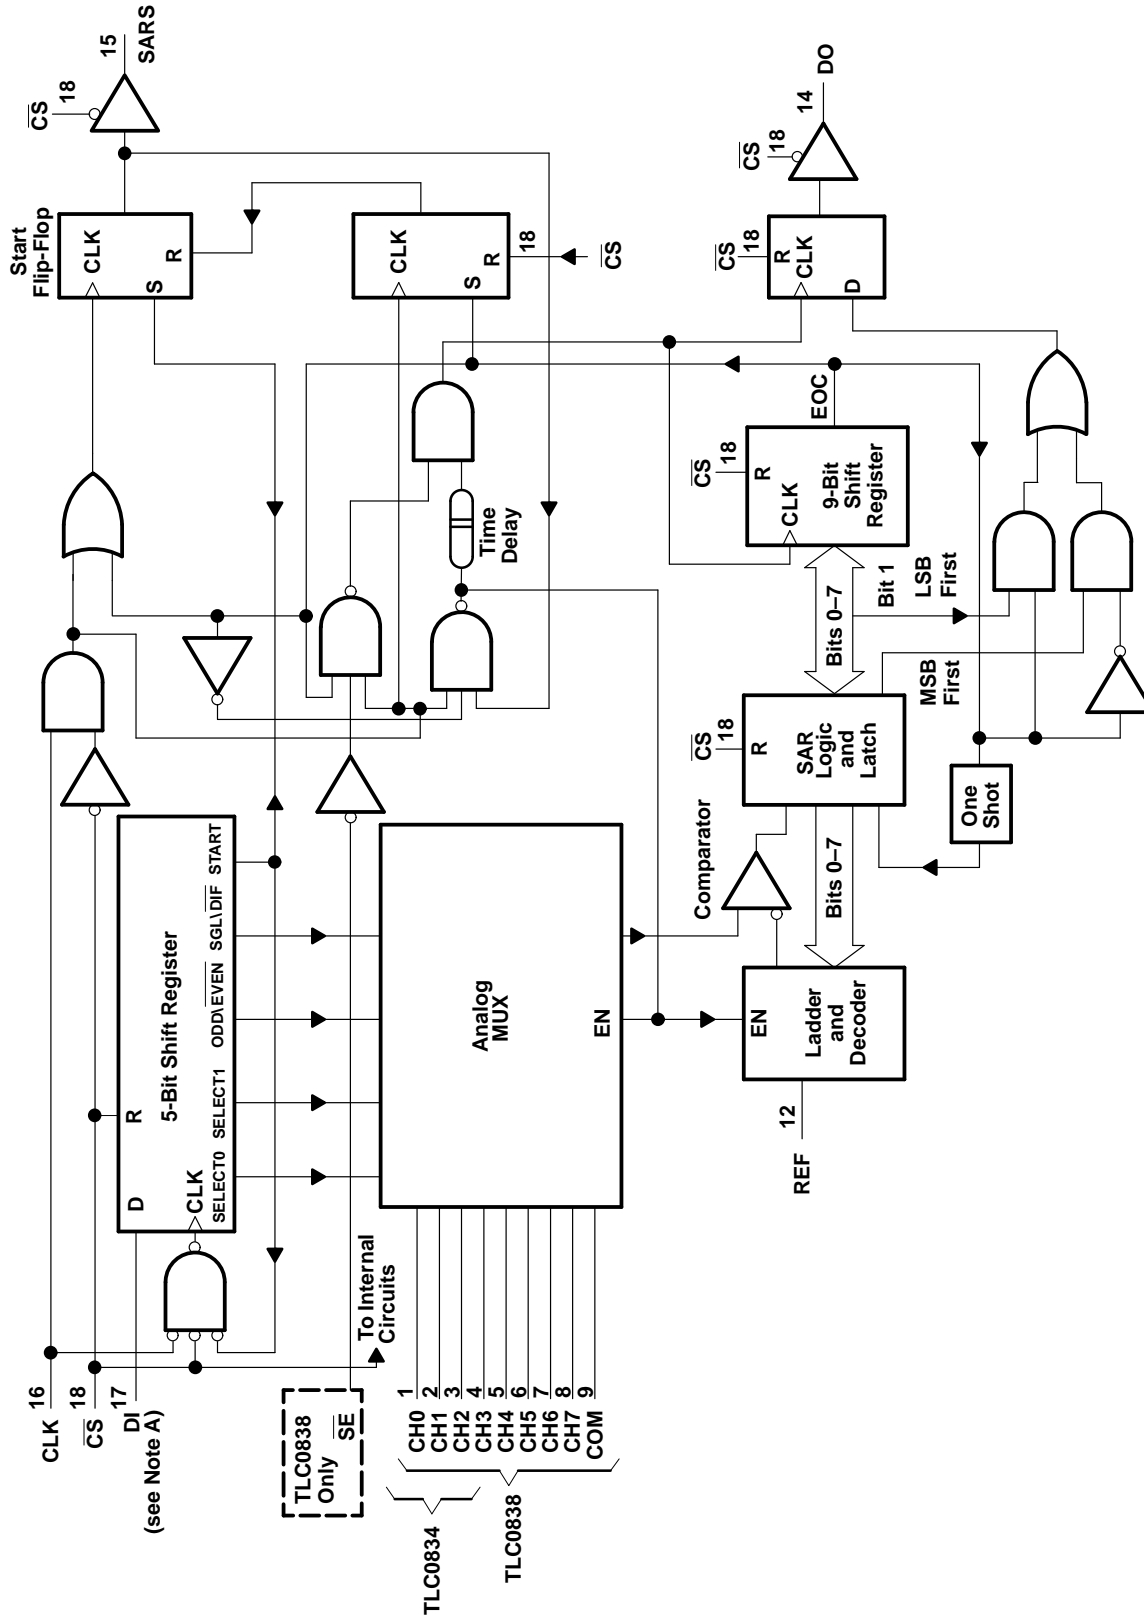 CLK 16
CS 18
DI 17
(see Note A)
D
R
5-Bit Shift Register
CLK
SELECT0
SELECT1
ODD\EVEN
SGL\DIF
START
To Internal
Circuits
TLC0838
Only
SE
CH0 1
CH1 2
CH2 3
CH3 4
CH4 5
CH5 6
CH6 7
CH7 8
COM 9
TLC0834
TLC0838
Analog
MUX
EN
Start
Flip-Flop
CLK
S
R
CS
18
15
SARS
CLK
S
R
18
CS
Time
Delay
REF
12
EN
Ladder
and
Decoder
Comparator
Bits 0–7
CS
18
R
SAR
Logic
and
Latch
One
Shot
Bits 0–7
Bit 1
MSB
First
LSB
First
CS
18
R
CLK
9-Bit
Shift
Register
EOC
CS
18
R
CLK
D
CS
18
14
DO